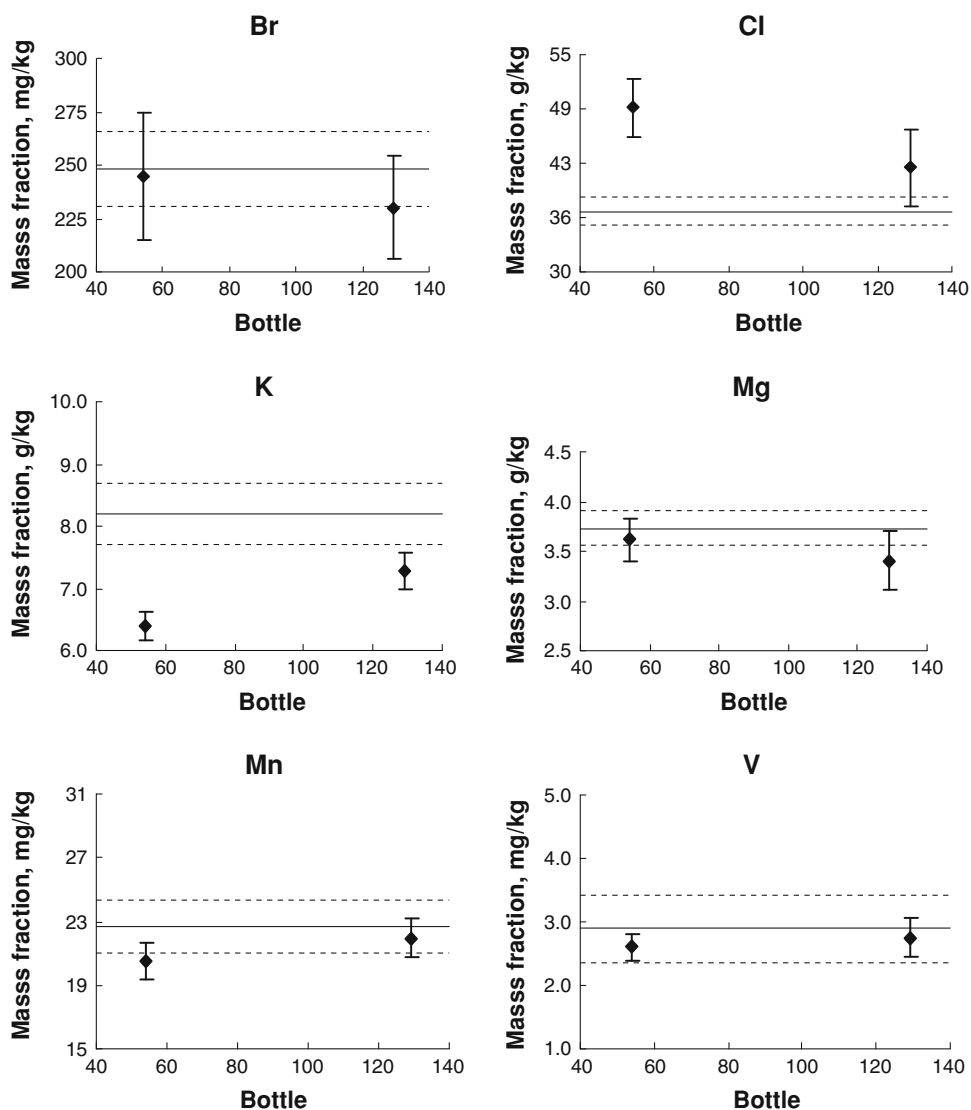 Br
Masss fraction, mg/kg
300
275
250
225
200
40 60 80 100 120 140
Bottle
Cl
Masss fraction, g/kg
55
49
43
36
30
40 60 80 100 120 140
Bottle
K
Masss fraction, g/kg
10.0
9.0
8.0
7.0
6.0
40 60 80 100 120 140
Bottle
Mg
Masss fraction, g/kg
4.5
4.0
3.5
3.0
2.5
40 60 80 100 120 140
Bottle
Mn
Masss fraction, mg/kg
31
27
23
19
15
40 60 80 100 120 140
Bottle
V
Masss fraction, mg/kg
5.0
4.0
3.0
2.0
1.0
40 60 80 100 120 140
Bottle